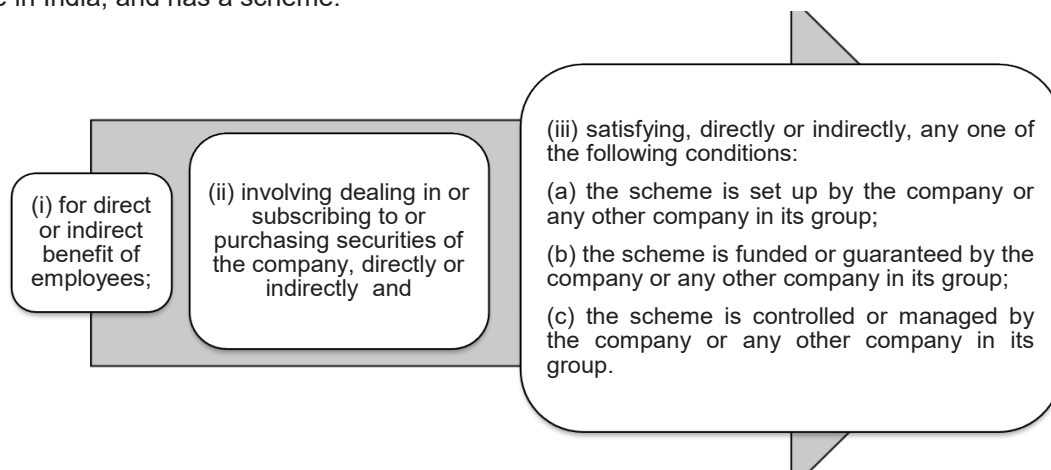 e in India, and has a scheme:
(i) for direct
or indirect
benefit of
employees;
(ii) involving dealing in or
subscribing to or
purchasing securities of
the company, directly or
indirectly and
(iii) satisfying, directly or indirectly, any one of
the following conditions:
(a) the scheme is set up by the company or
any other company in its group;
(b) the scheme is funded or guaranteed by the
company or any other company in its group;
(c) the scheme is controlled or managed by
the company or any other company in its
group.